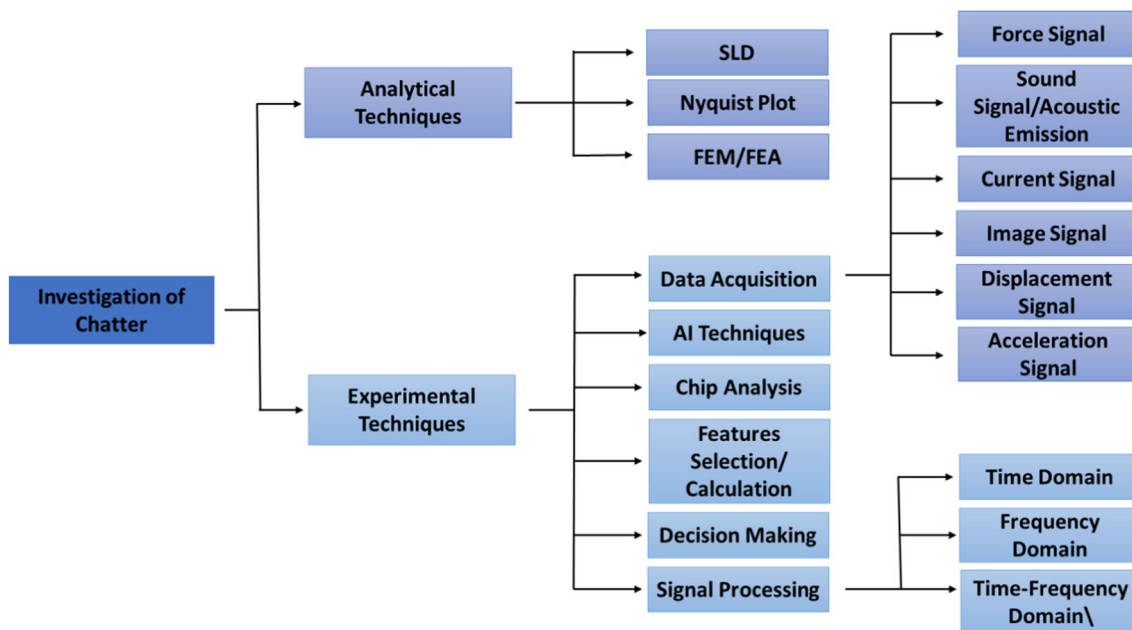 Investigation of
Chatter
Analytical
Techniques
SLD
Nyquist Plot
FEM/FEA
Experimental
Techniques
Data Acquisition
AI Techniques
Chip Analysis
Features
Selection/
Calculation
Decision Making
Signal Processing
Force Signal
Sound
Signal/Acoustic
Emission
Current Signal
Image Signal
Displacement
Signal
Acceleration
Signal
Time Domain
Frequency
Domain
Time-Frequency
Domain\